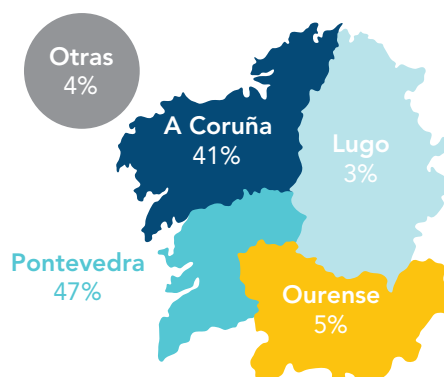 Otras
4%
A Coruña
41%
Lugo
3%
Pontevedra
47%
Ourense
5%